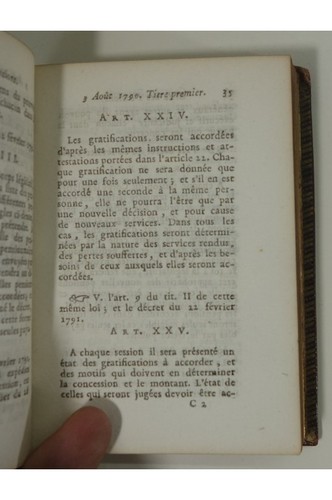 3 Août 1790. Titre premier. 35
ART. XXIV.
Les gratifications seront accordées
d'après les mêmes instructions et at-
testations portées dans l'article 22. Cha-
que gratification ne sera donnée que
pour une fois seulement ; et s'il en est
accordé une seconde à la même per-
sonne, elle ne pourra l'être que par
une nouvelle décision, et pour cause
de nouveaux services. Dans tous les
cas, les gratifications seront détermi-
nées par la nature des services rendus,
des pertes souffertes, et d'après les be-
soins de ceux auxquels elles seront ac-
cordées.
☞ V. l'art. 9 du tit. II de cette
même loi ; et le décret du 22 février
1791.
ART. XXV.
A chaque session il sera présenté un
état des gratifications à accorder, et
des motifs qui doivent en déterminer
la concession et le montant. L'état de
celles qui seront jugées devoir être ac-
C 2